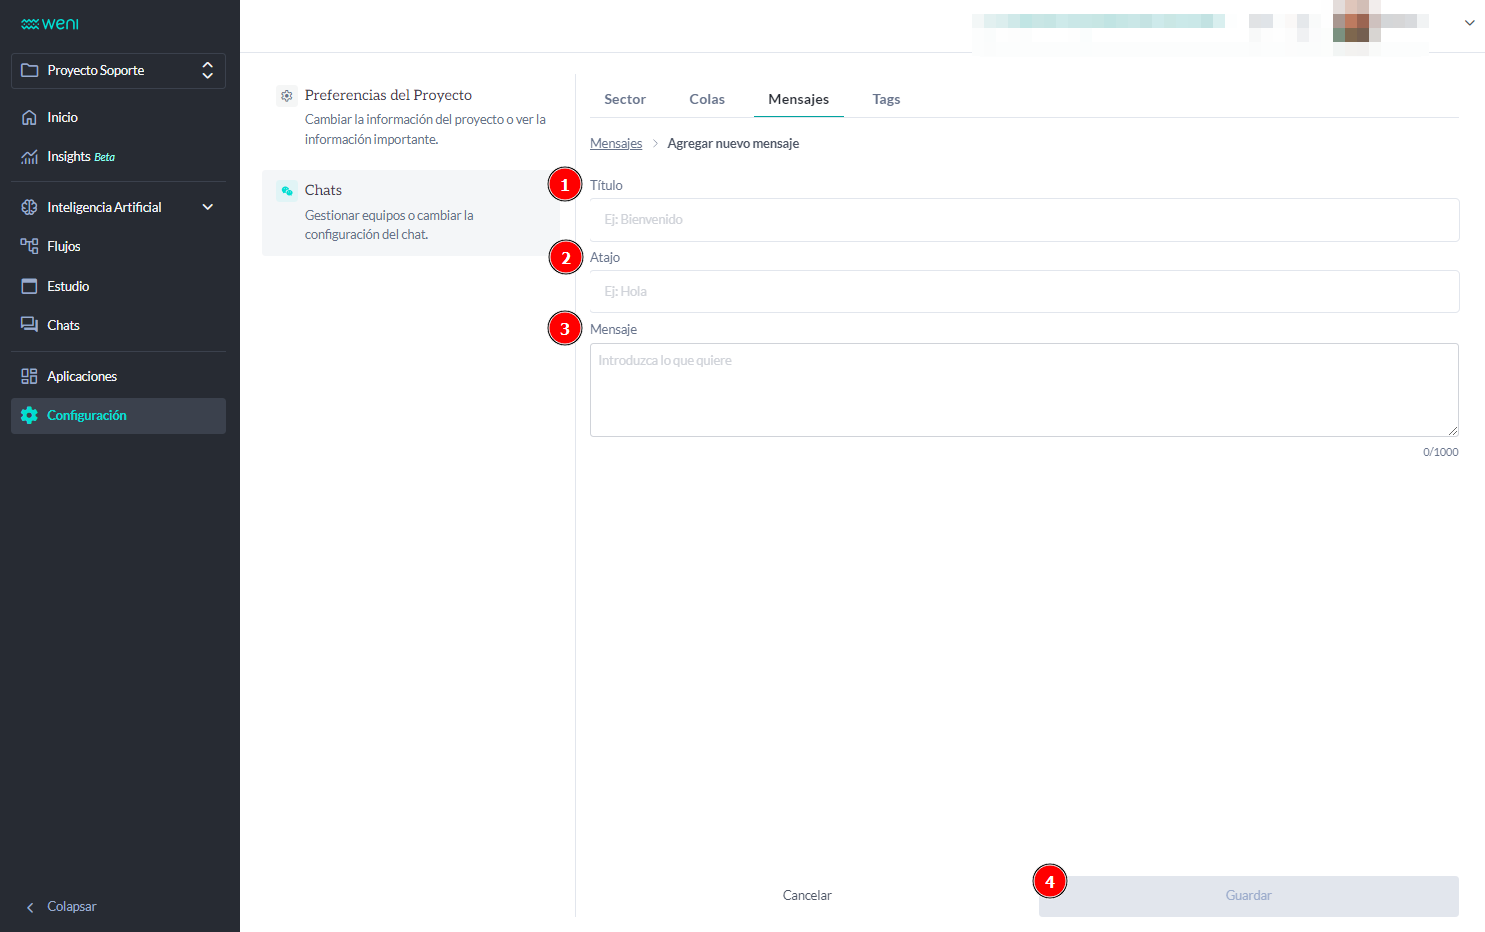 weni
Proyecto Soporte
Inicio
Insights Beta
Inteligencia Artificial
Flujos
Estudio
Chats
Aplicaciones
Configuración
Colapsar
Preferencias del Proyecto
Cambiar la información del proyecto o ver la
información importante.
Chats
Gestionar equipos o cambiar la
configuración del chat.
Sector
Colas
Mensajes
Tags
Mensajes > Agregar nuevo mensaje
1
Título
Ej: Bienvenido
2
Atajo
Ej: Hola
3
Mensaje
Introduzca lo que quiere
0/1000
Cancelar
4
Guardar